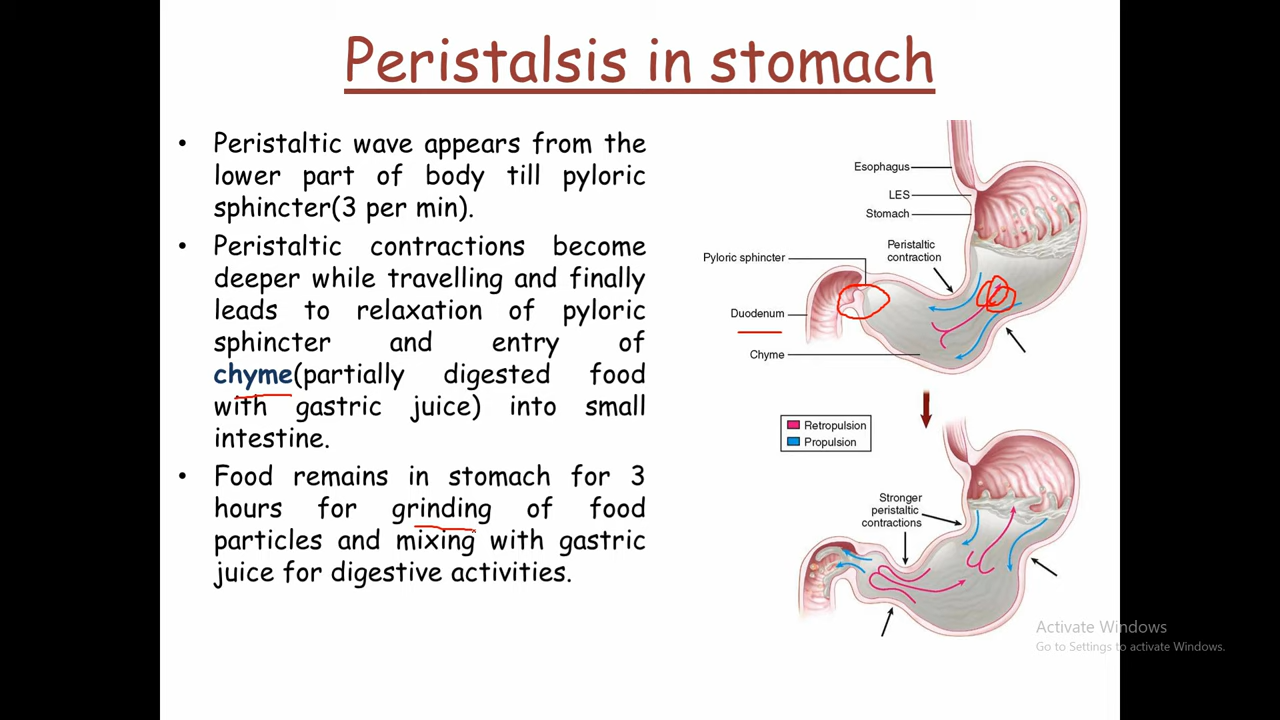 Peristalsis in stomach
• Peristaltic wave appears from the
lower part of body till pyloric
sphincter(3 per min).
• Peristaltic contractions become
deeper while travelling and finally
leads to relaxation of pyloric
sphincter and entry of
chyme(partially digested food
with gastric juice) into small
intestine.
• Food remains in stomach for 3
hours for grinding of food
particles and mixing with gastric
juice for digestive activities.
Esophagus
LES
Stomach
Peristaltic
contraction
Pyloric sphincter
Duodenum
Chyme
Retropulsion
Propulsion
Stronger
peristaltic
contractions
Activate Windows
Go to Settings to activate Windows.